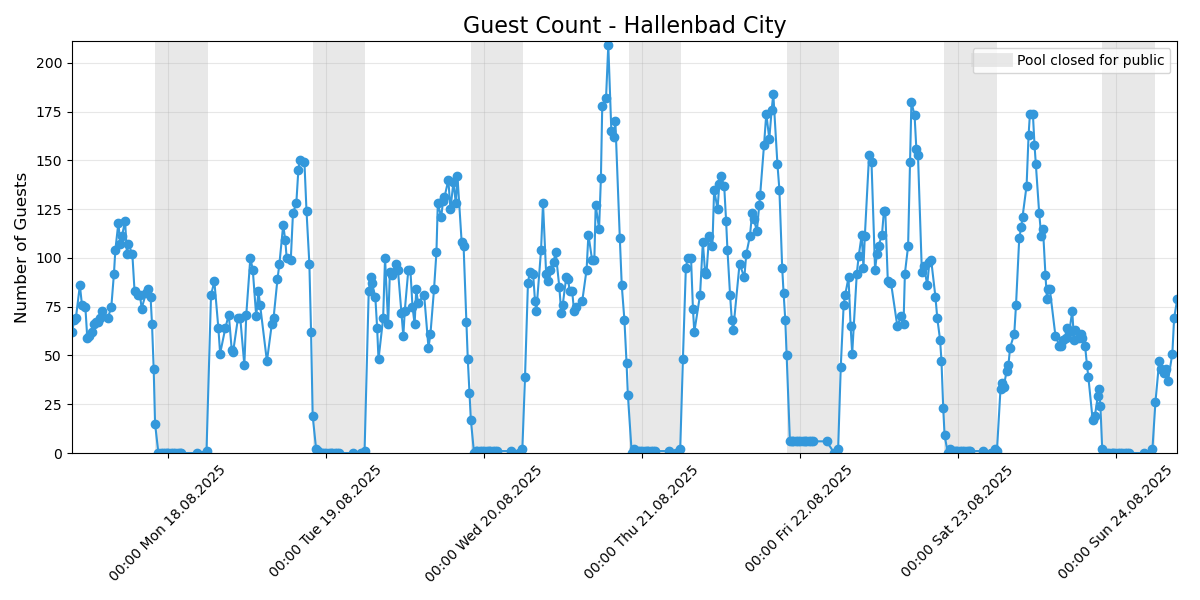 Guest Count - Hallenbad City
Number of Guests
200
175
150
125
100
75
50
25
0
Pool closed for public
00:00 Mon 18.08.2025
00:00 Tue 19.08.2025
00:00 Wed 20.08.2025
00:00 Thu 21.08.2025
00:00 Fri 22.08.2025
00:00 Sat 23.08.2025
00:00 Sun 24.08.2025